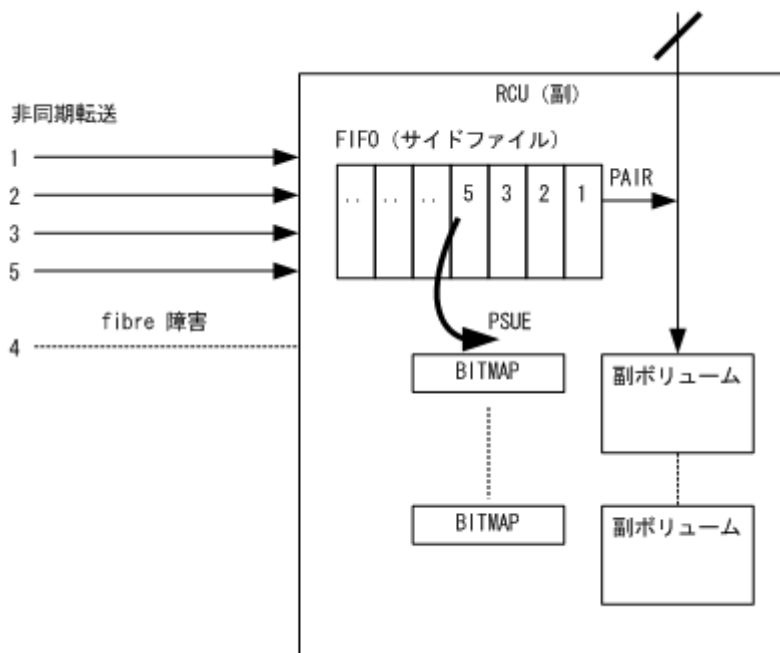 RCU (副)
非同期転送
FIFO (サイドファイル)
1
2
3
5
fibre 障害
4
.. .. .. 5 3 2 1
PAIR
PSUE
BITMAP
副ボリューム
BITMAP
副ボリューム